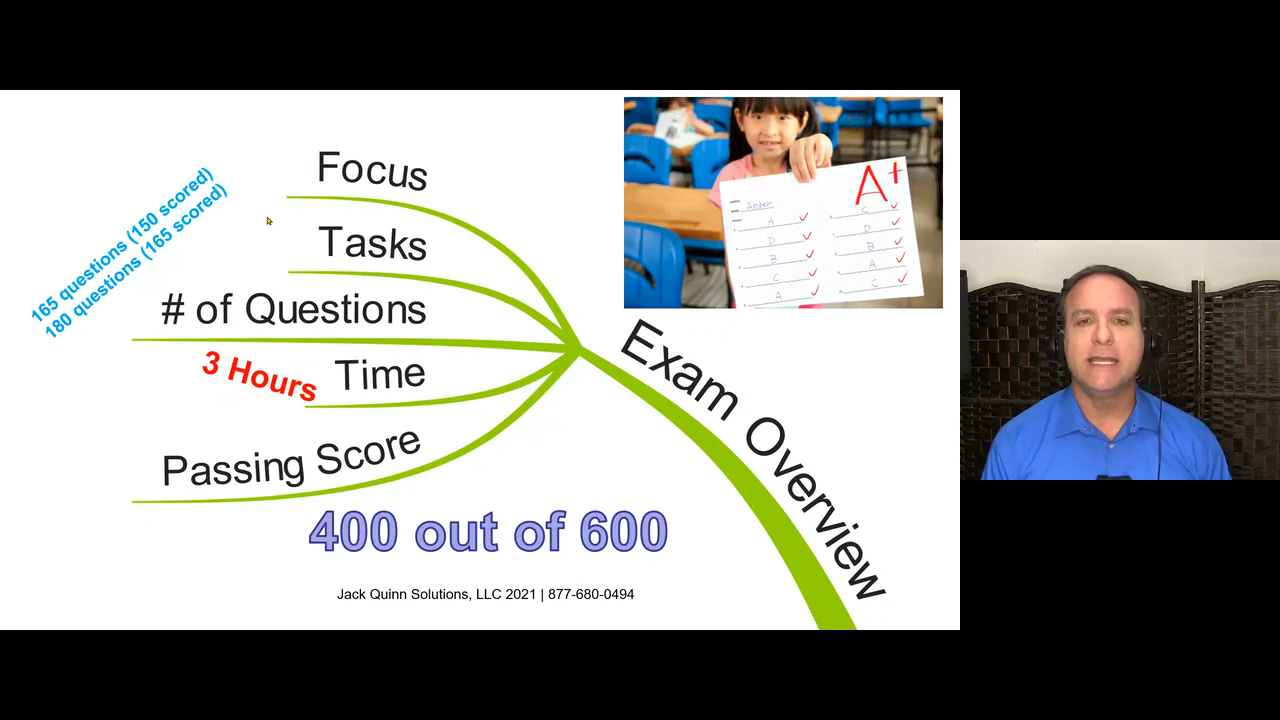 Focus
165 questions (150 scored)
180 questions (165 scored)
Tasks
# of Questions
3 Hours
Time
Passing Score
400 out of 600
Exam Overview
A+
Amber
A
D
B
C
A
C
D
B
A
C
Jack Quinn Solutions, LLC 2021 | 877-680-0494